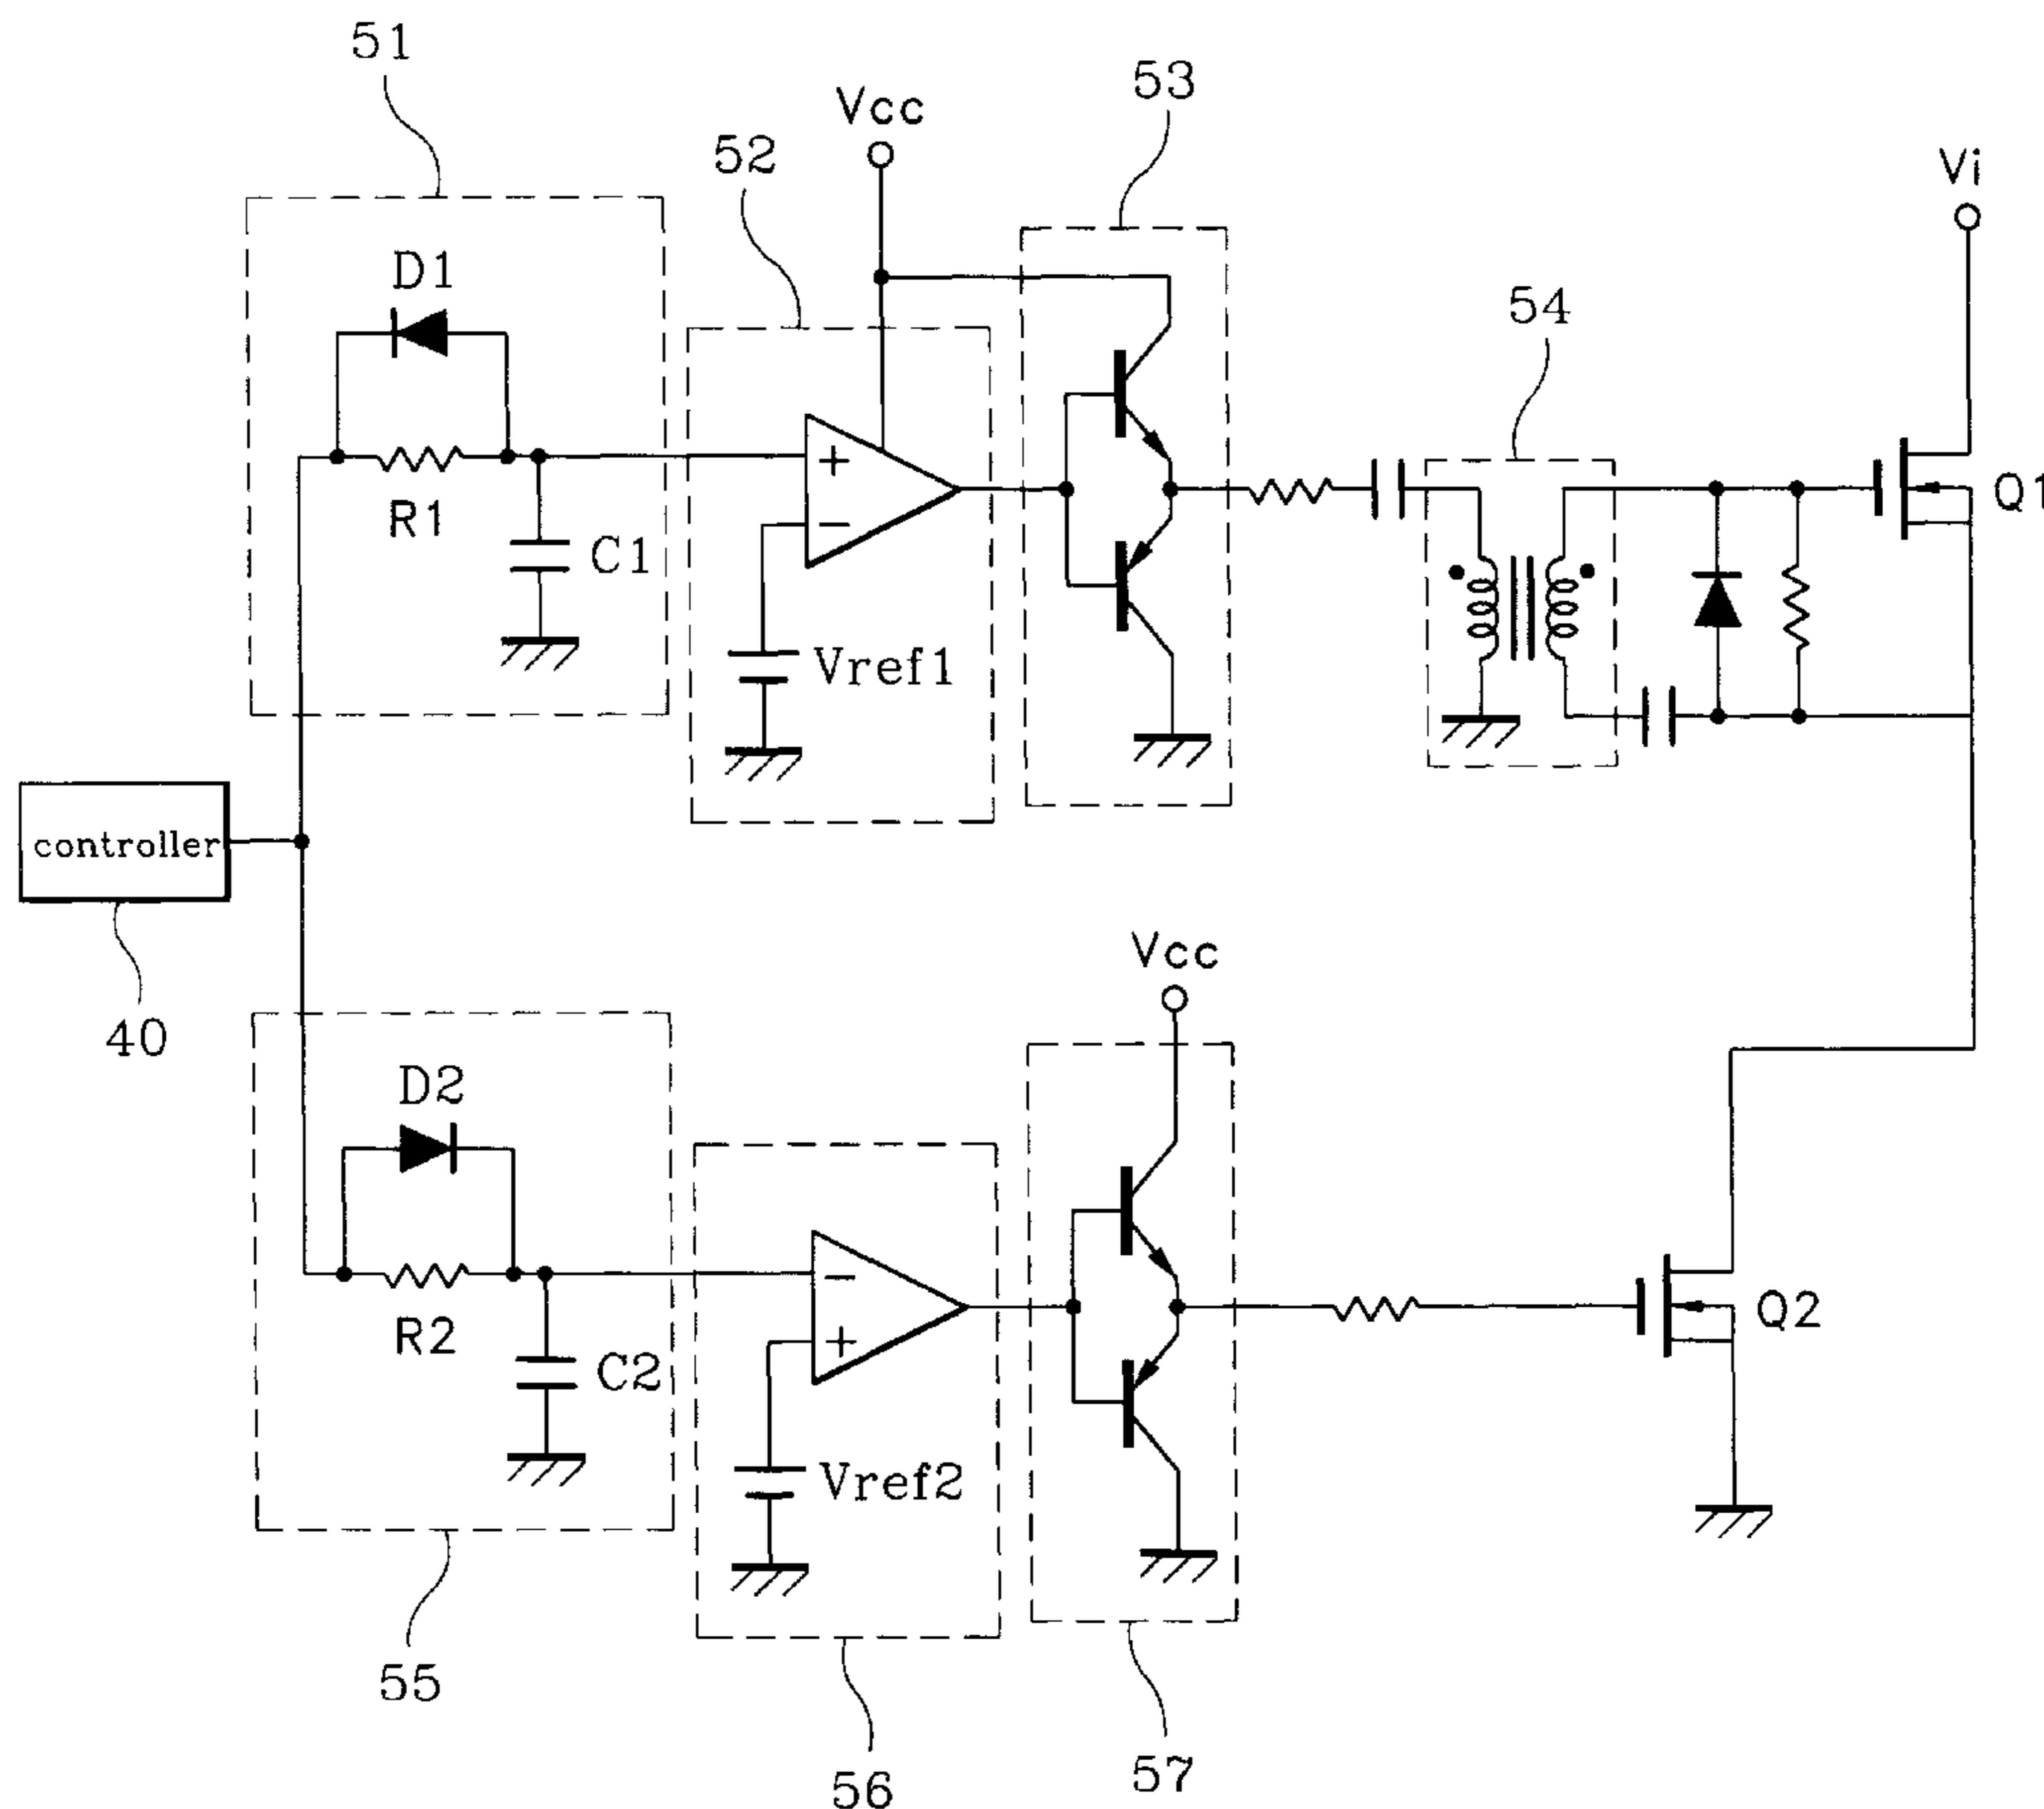 51
53
Vcc
52
Vi
D1
54
R1
C1
+
−
Q1
Vref1
controller
40
Vcc
D2
R2
C2
−
+
Q2
Vref2
55
56
57